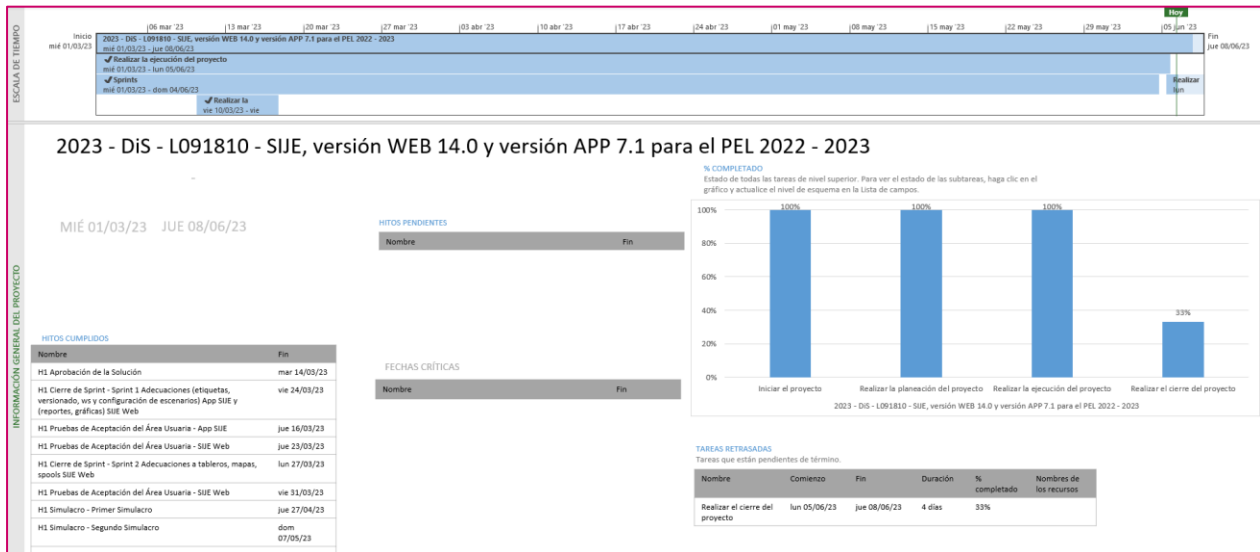 Hoy
06 mar '23 13 mar '23 20 mar '23 27 mar '23 03 abr '23 10 abr '23 17 abr '23 24 abr '23 01 may '23 08 may '23 15 may '23 22 may '23 29 may '23 05 jun '23
ESCALA DE TIEMPO
Inicio
mié 01/03/23
2023 - DiS - L091810 - SIJE, versión WEB 14.0 y versión APP 7.1 para el PEL 2022 - 2023
mié 01/03/23 - jue 08/06/23
Fin
jue 08/06/23
Realizar la ejecución del proyecto
mié 01/03/23 - lun 05/06/23
Sprints
mié 01/03/23 - dom 04/06/23
Realizar
lun
Realizar la
vie 10/03/23 - vie
2023 - DiS - L091810 - SIJE, versión WEB 14.0 y versión APP 7.1 para el PEL 2022 - 2023
INFORMACIÓN GENERAL DEL PROYECTO
MIÉ 01/03/23 JUE 08/06/23
HITOS CUMPLIDOS
Nombre Fin
H1 Aprobación de la Solución mar 14/03/23
H1 Cierre de Sprint - Sprint 1 Adecuaciones (etiquetas, vie 24/03/23
versionado, ws y configuración de escenarios) App SIJE y
(reportes, gráficas) SIJE Web
H1 Pruebas de Aceptación del Área Usuaria - App SIJE jue 16/03/23
H1 Pruebas de Aceptación del Área Usuaria - SIJE Web jue 23/03/23
H1 Cierre de Sprint - Sprint 2 Adecuaciones a tableros, mapas, lun 27/03/23
spools SIJE Web
H1 Pruebas de Aceptación del Área Usuaria - SIJE Web vie 31/03/23
H1 Simulacro - Primer Simulacro jue 27/04/23
H1 Simulacro - Segundo Simulacro dom
07/05/23
HITOS PENDIENTES
Nombre Fin
FECHAS CRÍTICAS
Nombre Fin
% COMPLETADO
Estado de todas las tareas de nivel superior. Para ver el estado de las subtareas, haga clic en el
gráfico y actualice el nivel de esquema en la Lista de campos.
100% 100% 100% 100%
80%
60%
40%
33%
20%
0%
Iniciar el proyecto Realizar la planeación del proyecto Realizar la ejecución del proyecto Realizar el cierre del proyecto
2023 - DiS - L091810 - SIJE, versión WEB 14.0 y versión APP 7.1 para el PEL 2022 - 2023
TAREAS RETRASADAS
Tareas que están pendientes de término.
Nombre Comienzo Fin Duración % Nombres de
completado los recursos
Realizar el cierre del lun 05/06/23 jue 08/06/23 4 días 33%
proyecto